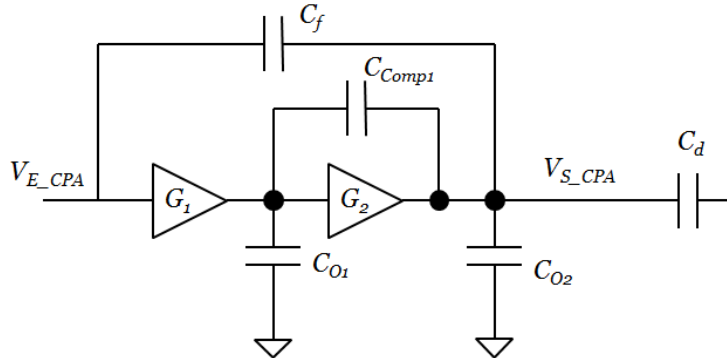 C_f
C_Comp1
V_E_CPA
G_1
G_2
V_S_CPA
C_d
C_O1
C_O2